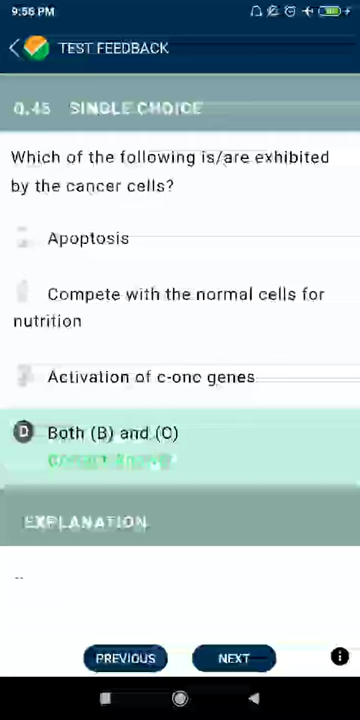 9:56 PM
TEST FEEDBACK
Q.45 SINGLE CHOICE
Which of the following is/are exhibited
by the cancer cells?
Apoptosis
Compete with the normal cells for
nutrition
Activation of c-onc genes
D Both (B) and (C)
EXPLANATION
--
PREVIOUS NEXT